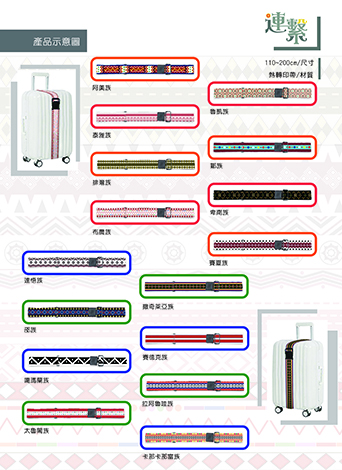 產品示意圖
連繫
110-200cm/尺寸
熱轉印帶/材質
阿美族
魯凱族
泰雅族
鄒族
排灣族
卑南族
布農族
賽夏族
達悟族
撒奇萊雅族
邵族
賽德克族
噶瑪蘭族
拉阿魯哇族
太魯閣族
卡那卡那富族